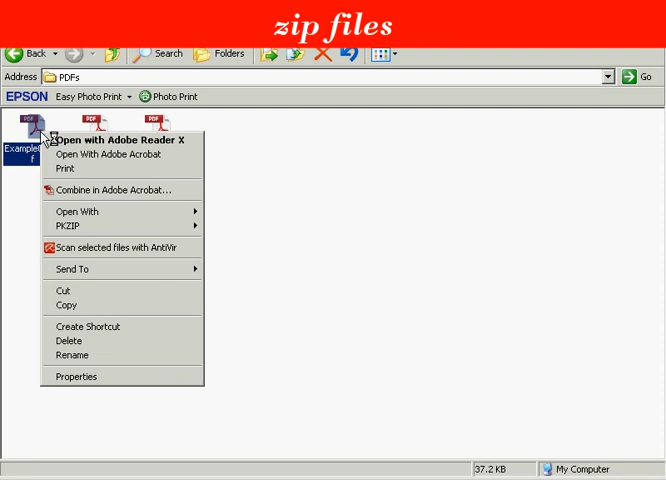 zip files
Back Search Folders
Address PDFs Go
EPSON Easy Photo Print Photo Print
PDF PDF PDF
Example
f
Open with Adobe Reader X
Open With Adobe Acrobat
Print
Combine in Adobe Acrobat...
Open With
PKZIP
Scan selected files with AntiVir
Send To
Cut
Copy
Create Shortcut
Delete
Rename
Properties
37.2 KB My Computer